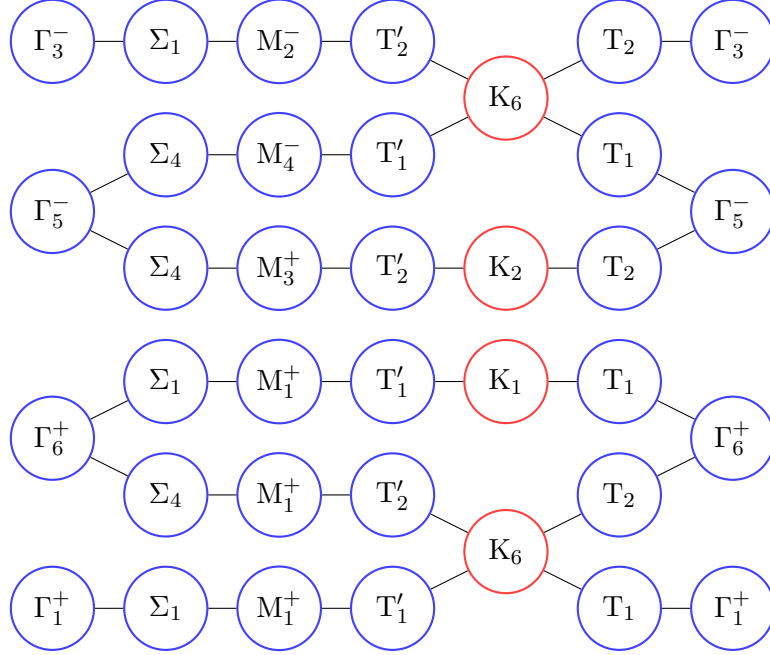 Γ₃⁻ Σ₁ M₂⁻ T₂′ T₂ Γ₃⁻
K₆
Σ₄ M₄⁻ T₁′ T₁
Γ₅⁻ Γ₅⁻
Σ₄ M₃⁺ T₂′ K₂ T₂
Σ₁ M₁⁺ T₁′ K₁ T₁
Γ₆⁺ Γ₆⁺
Σ₄ M₁⁺ T₂′ T₂
K₆
Γ₁⁺ Σ₁ M₁⁺ T₁′ T₁ Γ₁⁺